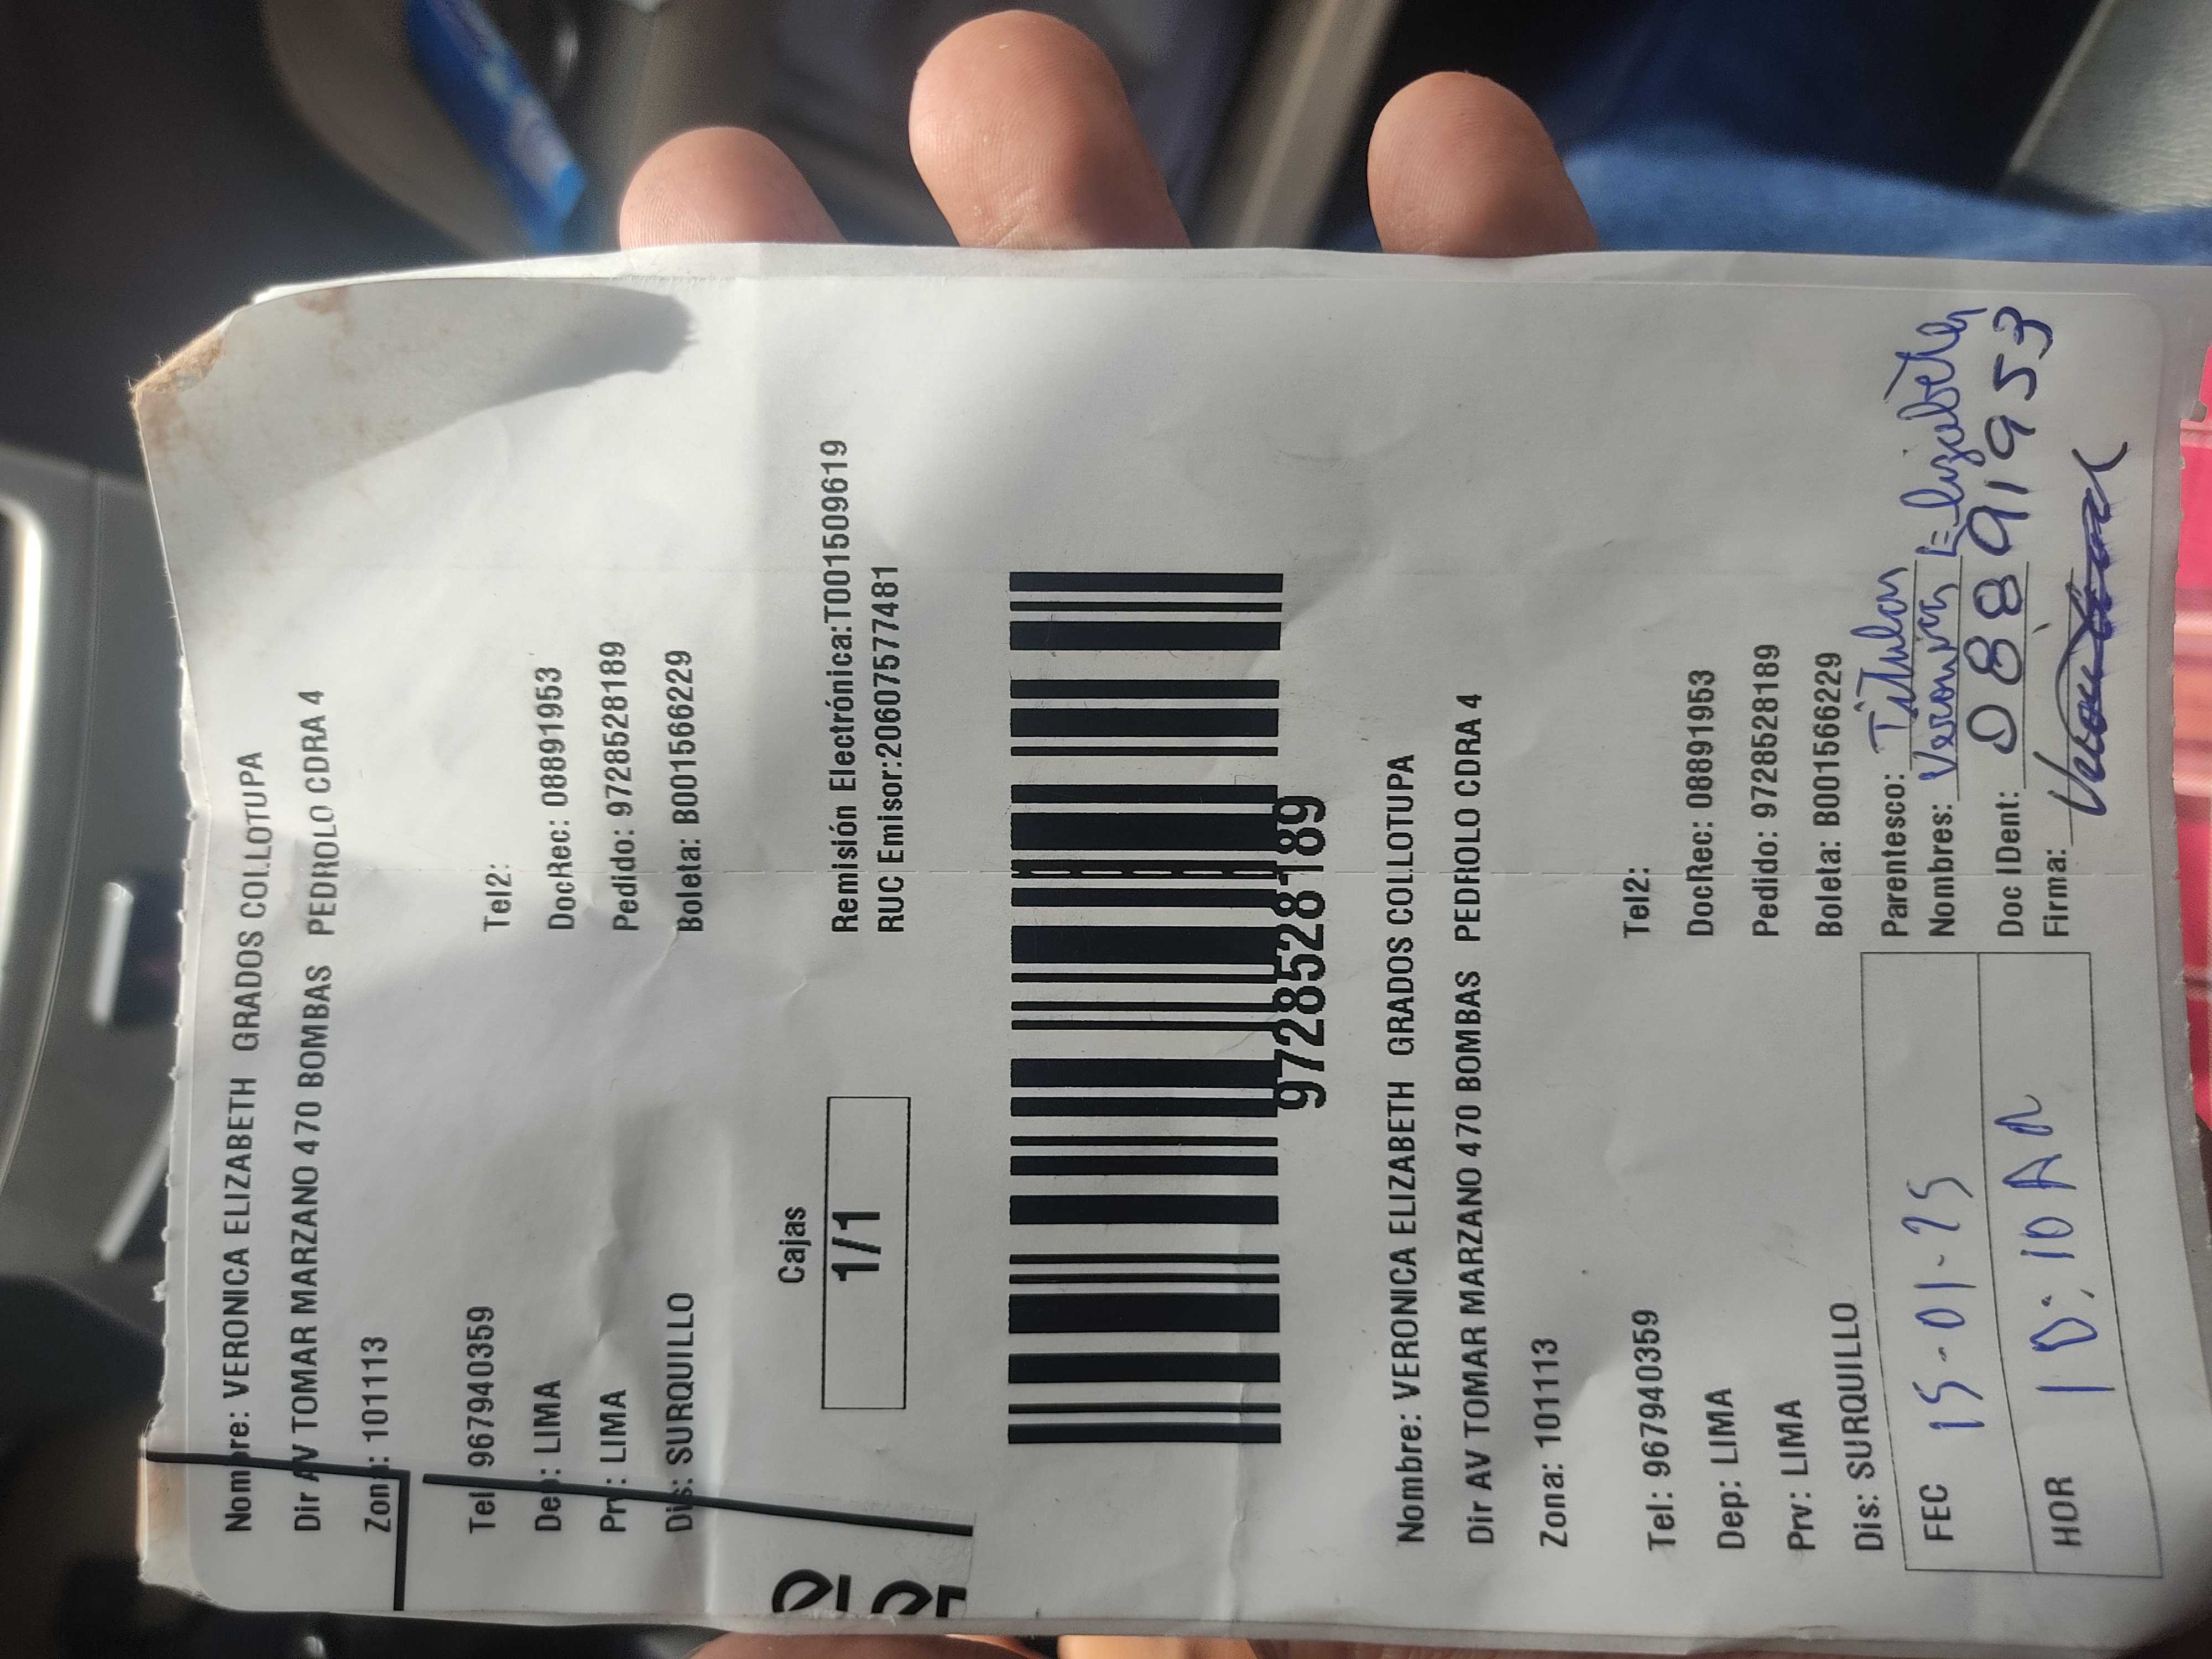 Nombre: VERONICA ELIZABETH GRADOS COLLOTUPA
Dir AV TOMAR MARZANO 470 BOMBAS PEDROLO CDRA 4
Zona: 101113
Tel: 967940359 Tel2:
Dep: LIMA DocRec: 08891953
Prv: LIMA Pedido: 9728528189
Dis: SURQUILLO Boleta: B001566229
Cajas
1/1
Remisión Electrónica:T001509619
RUC Emisor:20607577481
9728528189
Nombre: VERONICA ELIZABETH GRADOS COLLOTUPA
Dir AV TOMAR MARZANO 470 BOMBAS PEDROLO CDRA 4
Zona: 101113
Tel: 967940359 Tel2:
Dep: LIMA DocRec: 08891953
Prv: LIMA Pedido: 9728528189
Dis: SURQUILLO Boleta: B001566229
FEC 15-01-25
HOR 10:10 AM
Parentesco: Titular
Nombres: Veronica Elizabeth
Doc IDent: 08891953
Firma: